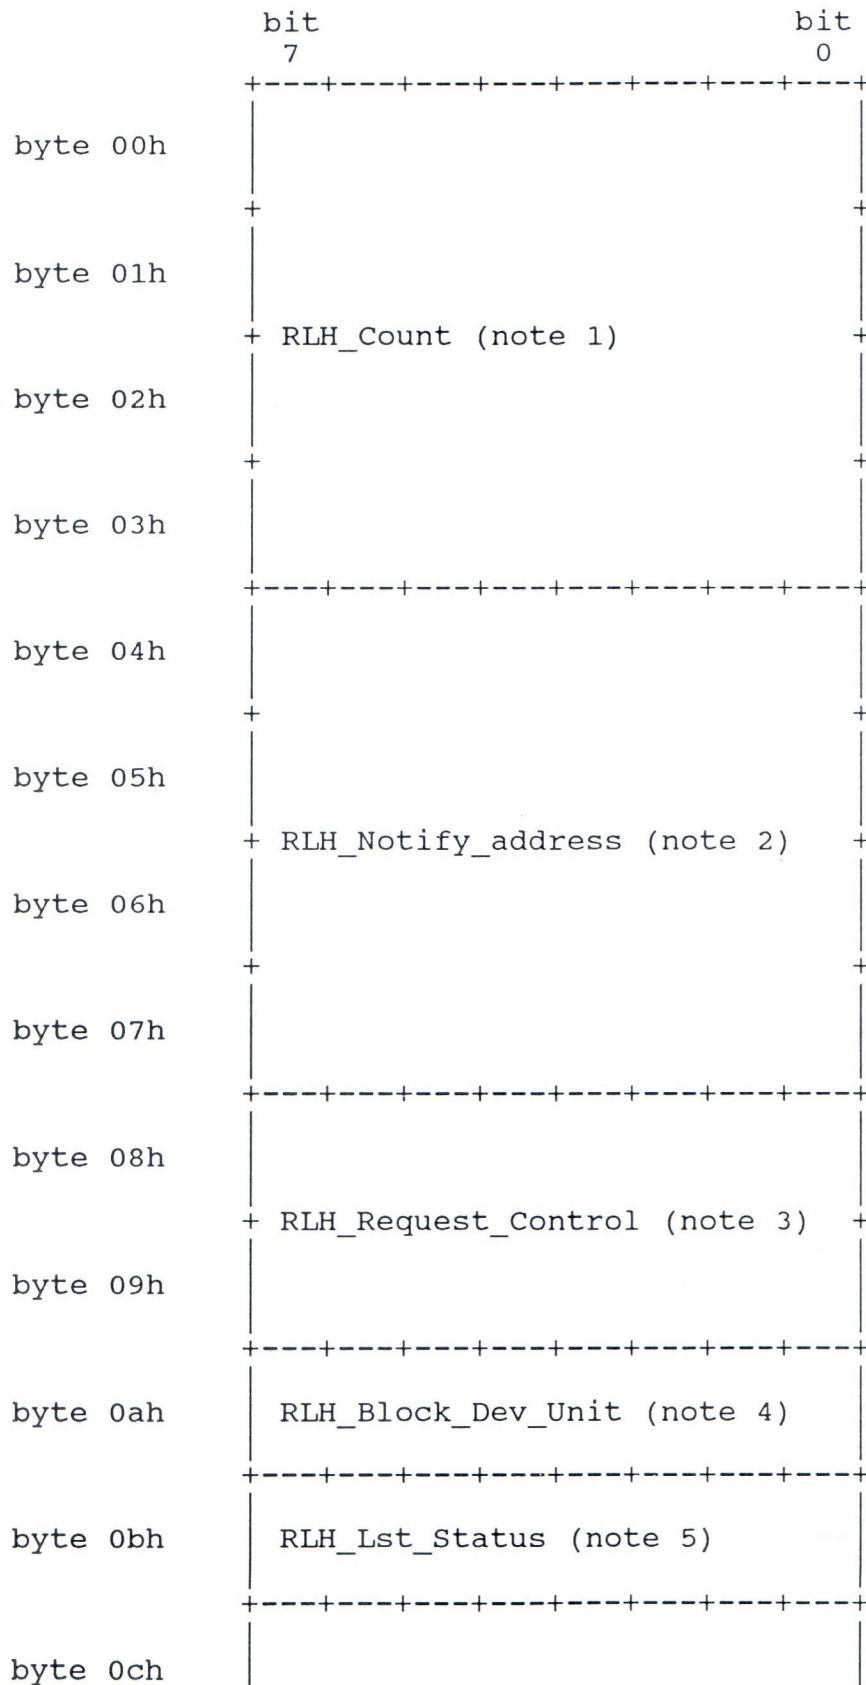 bit bit
7 0
byte 00h
byte 01h
RLH_Count (note 1)
byte 02h
byte 03h
byte 04h
byte 05h
RLH_Notify_address (note 2)
byte 06h
byte 07h
byte 08h
RLH_Request_Control (note 3)
byte 09h
byte 0ah RLH_Block_Dev_Unit (note 4)
byte 0bh RLH_Lst_Status (note 5)
byte 0ch